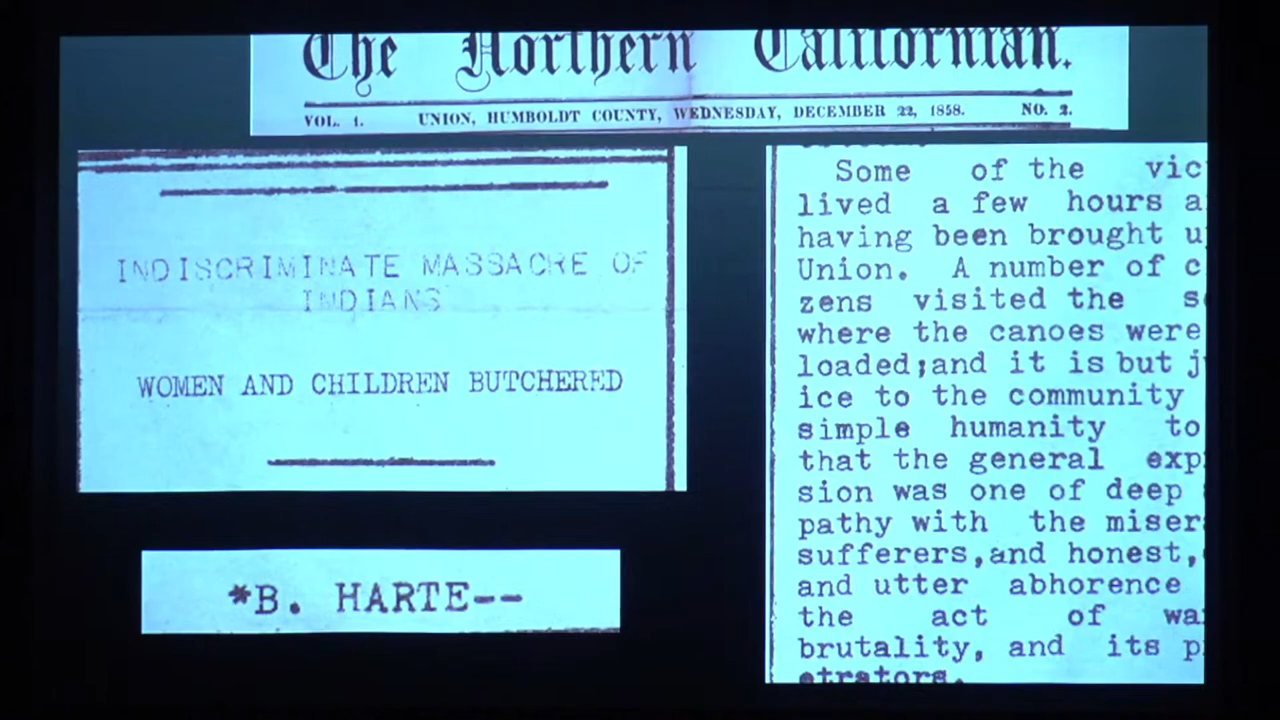 The Northern Californian.
VOL. 1. UNION, HUMBOLDT COUNTY, WEDNESDAY, DECEMBER 22, 1858. NO. 2.
INDISCRIMINATE MASSACRE OF
INDIANS
WOMEN AND CHILDREN BUTCHERED
*B. HARTE--
Some of the vic
lived a few hours a
having been brought u
Union. A number of c
zens visited the s
where the canoes were
loaded;and it is but j
ice to the community
simple humanity to
that the general exp
sion was one of deep
pathy with the miser
sufferers,and honest,
and utter abhorence
the act of wa
brutality, and its p
etrators.